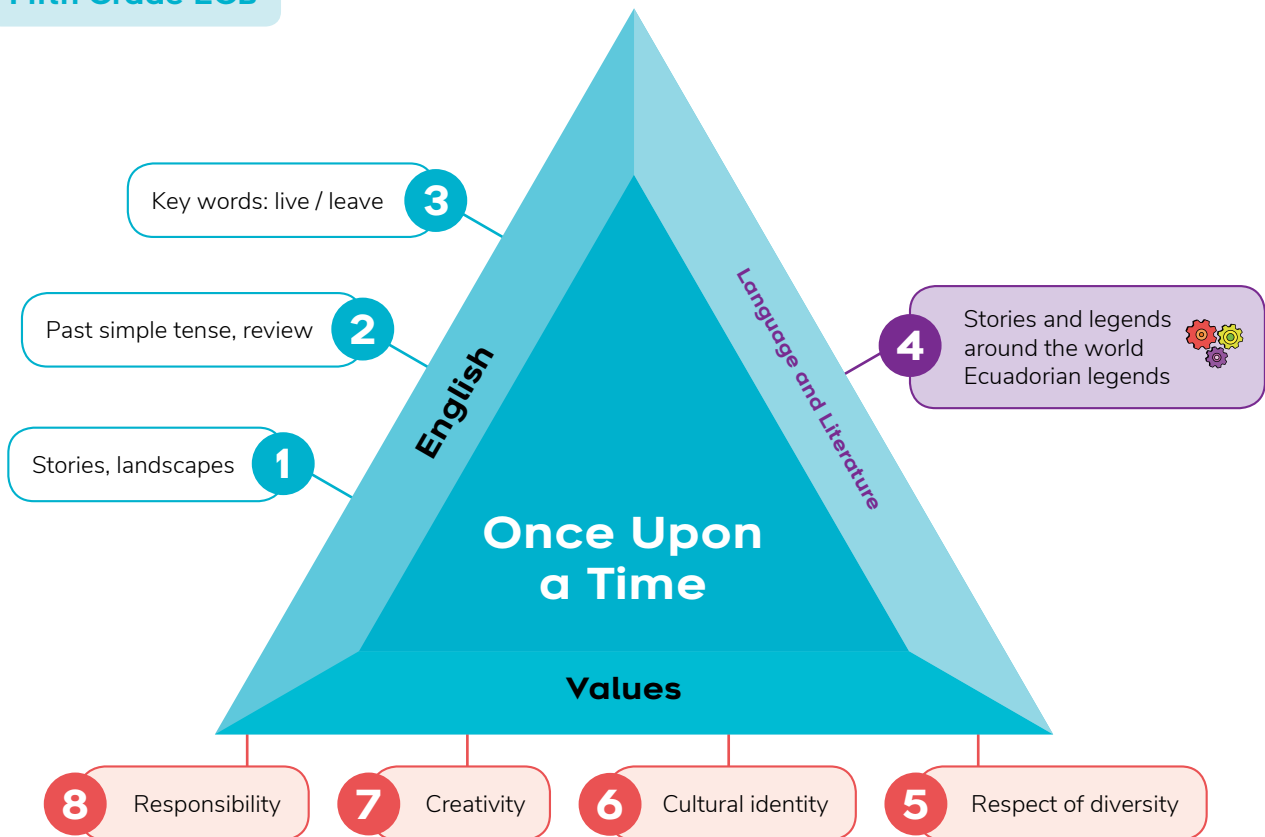 Fifth Grade EGB
3
Key words: live / leave
2
Past simple tense, review
1
Stories, landscapes
English
Language and Literature
4
Stories and legends
around the world
Ecuadorian legends
Once Upon
a Time
Values
8
Responsibility
7
Creativity
6
Cultural identity
5
Respect of diversity